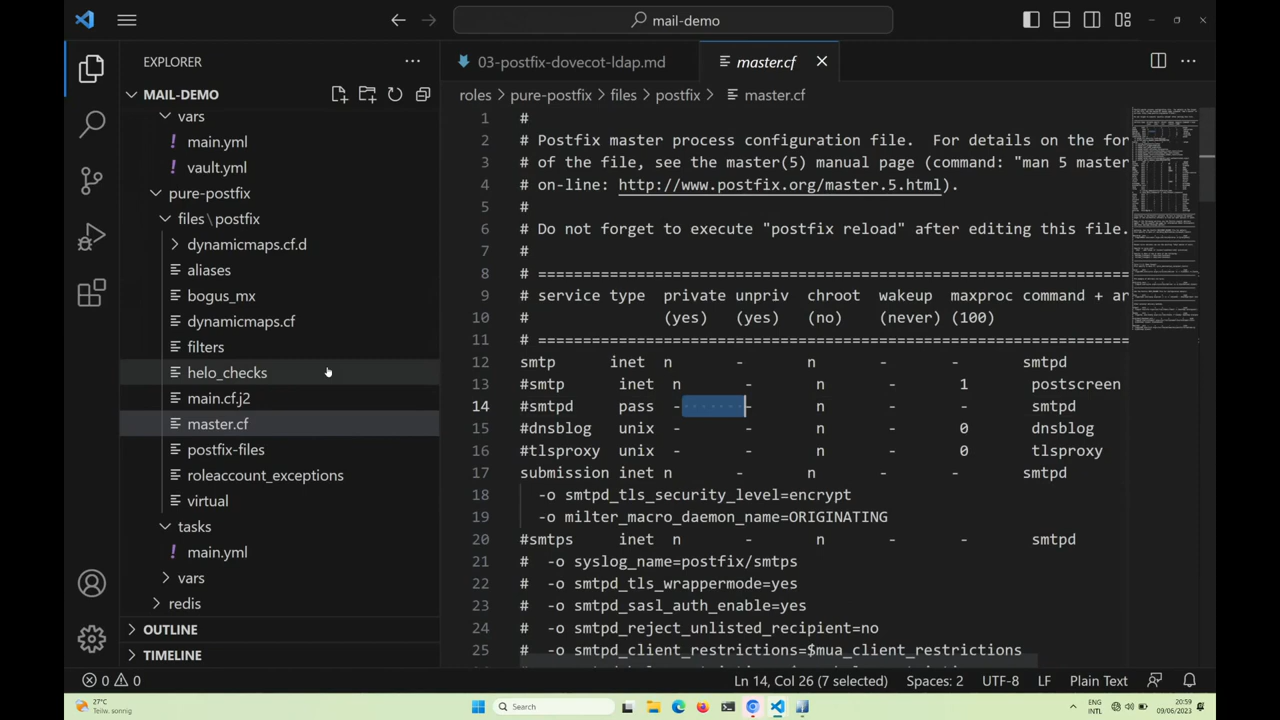 mail-demo
EXPLORER
MAIL-DEMO
vars
main.yml
vault.yml
pure-postfix
files\postfix
dynamicmaps.cf.d
aliases
bogus_mx
dynamicmaps.cf
filters
helo_checks
main.cf.j2
master.cf
postfix-files
roleaccount_exceptions
virtual
tasks
main.yml
vars
redis
OUTLINE
TIMELINE
03-postfix-dovecot-ldap.md
master.cf
roles > pure-postfix > files > postfix > master.cf
1 #
2 # Postfix master process configuration file.  For details on the for
3 # of the file, see the master(5) manual page (command: "man 5 master
4 # on-line: http://www.postfix.org/master.5.html).
5 #
6 # Do not forget to execute "postfix reload" after editing this file.
7 #
8 # ==================================================================
9 # service type  private unpriv  chroot  wakeup  maxproc command + ar
10 #               (yes)   (yes)   (no)    (never) (100)
11 # ==================================================================
12 smtp      inet  n       -       n       -       -       smtpd
13 #smtp      inet  n       -       n       -       1       postscreen
14 #smtpd     pass  -·······-       n       -       -       smtpd
15 #dnsblog   unix  -       -       n       -       0       dnsblog
16 #tlsproxy  unix  -       -       n       -       0       tlsproxy
17 submission inet n       -       n       -       -       smtpd
18   -o smtpd_tls_security_level=encrypt
19   -o milter_macro_daemon_name=ORIGINATING
20 #smtps     inet  n       -       n       -       -       smtpd
21 #  -o syslog_name=postfix/smtps
22 #  -o smtpd_tls_wrappermode=yes
23 #  -o smtpd_sasl_auth_enable=yes
24 #  -o smtpd_reject_unlisted_recipient=no
25 #  -o smtpd_client_restrictions=$mua_client_restrictions
0 0 Ln 14, Col 26 (7 selected) Spaces: 2 UTF-8 LF Plain Text
27°C
Teilw. sonnig
Search
ENG
INTL
20:59
09/06/2023